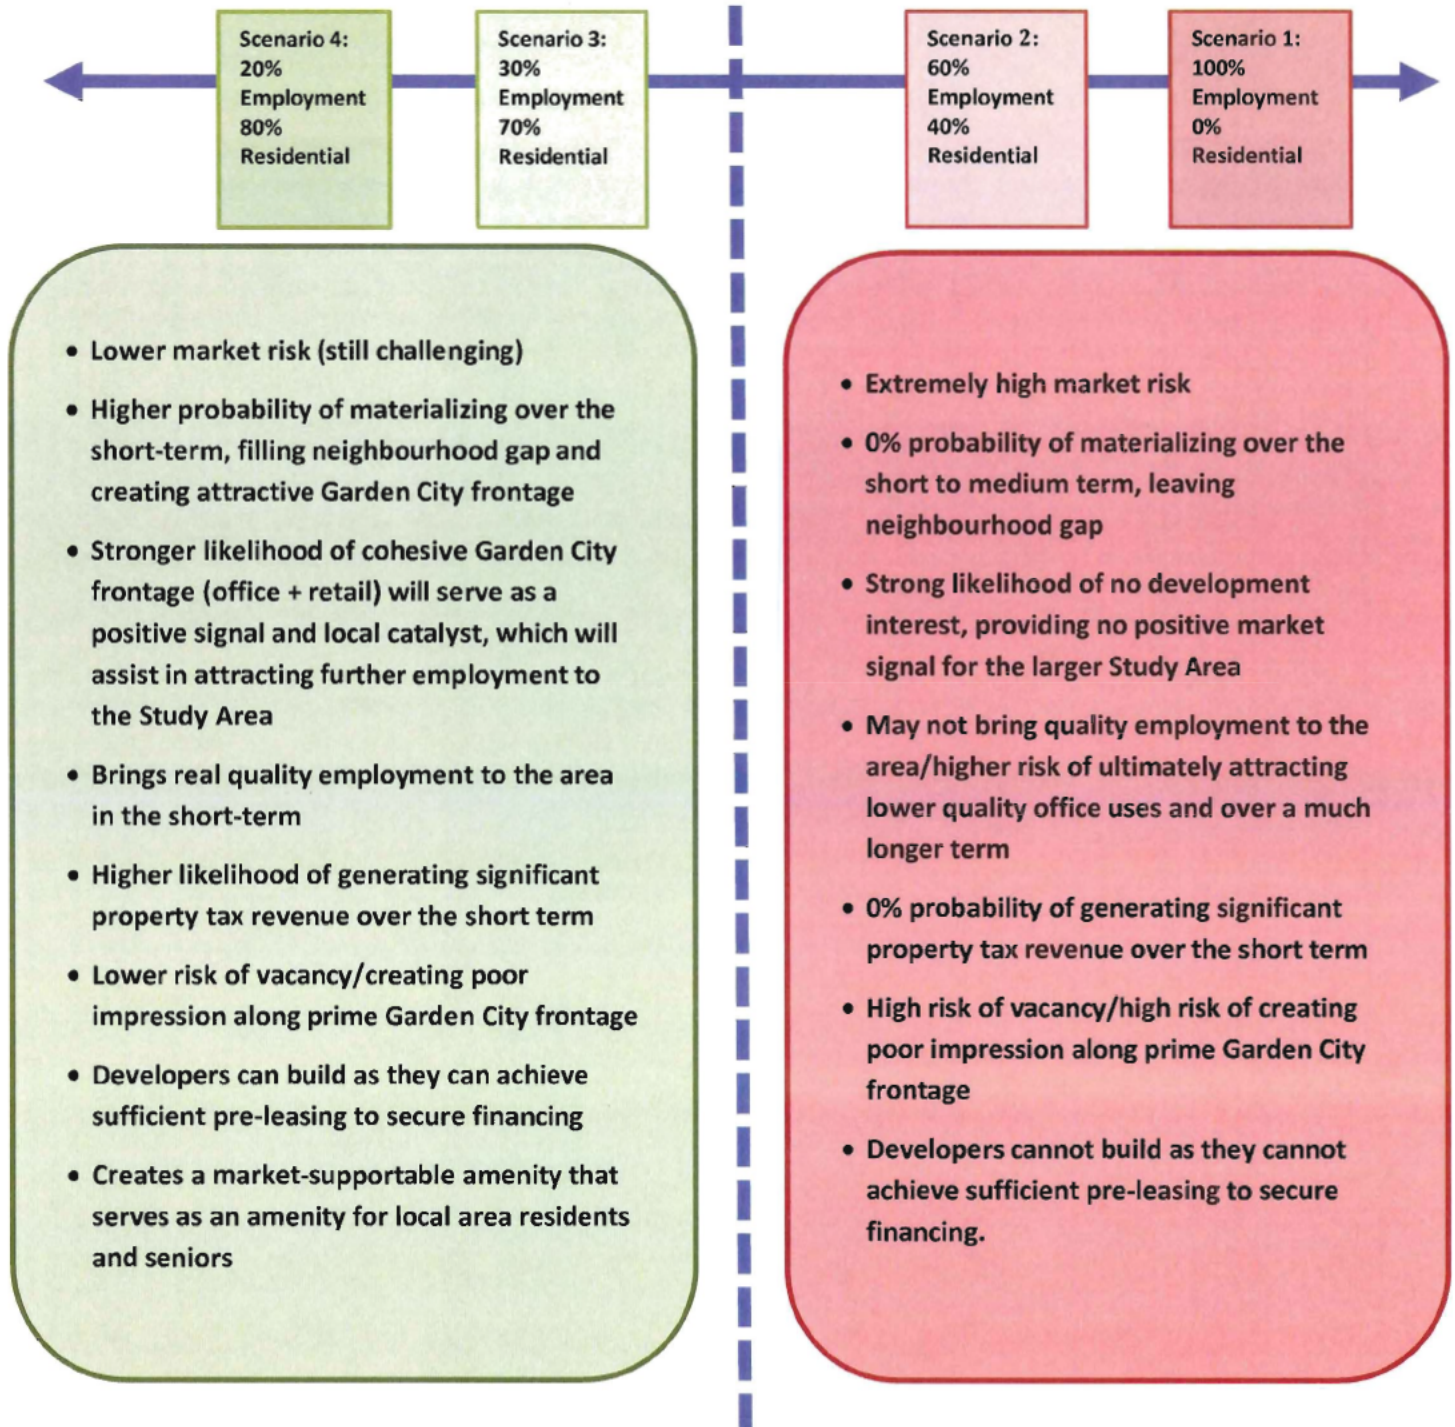 Scenario 4:
20%
Employment
80%
Residential
Scenario 3:
30%
Employment
70%
Residential
Scenario 2:
60%
Employment
40%
Residential
Scenario 1:
100%
Employment
0%
Residential
• Lower market risk (still challenging)
• Higher probability of materializing over the
short-term, filling neighbourhood gap and
creating attractive Garden City frontage
• Stronger likelihood of cohesive Garden City
frontage (office + retail) will serve as a
positive signal and local catalyst, which will
assist in attracting further employment to
the Study Area
• Brings real quality employment to the area
in the short-term
• Higher likelihood of generating significant
property tax revenue over the short term
• Lower risk of vacancy/creating poor
impression along prime Garden City frontage
• Developers can build as they can achieve
sufficient pre-leasing to secure financing
• Creates a market-supportable amenity that
serves as an amenity for local area residents
and seniors
• Extremely high market risk
• 0% probability of materializing over the
short to medium term, leaving
neighbourhood gap
• Strong likelihood of no development
interest, providing no positive market
signal for the larger Study Area
• May not bring quality employment to the
area/higher risk of ultimately attracting
lower quality office uses and over a much
longer term
• 0% probability of generating significant
property tax revenue over the short term
• High risk of vacancy/high risk of creating
poor impression along prime Garden City
frontage
• Developers cannot build as they cannot
achieve sufficient pre-leasing to secure
financing.